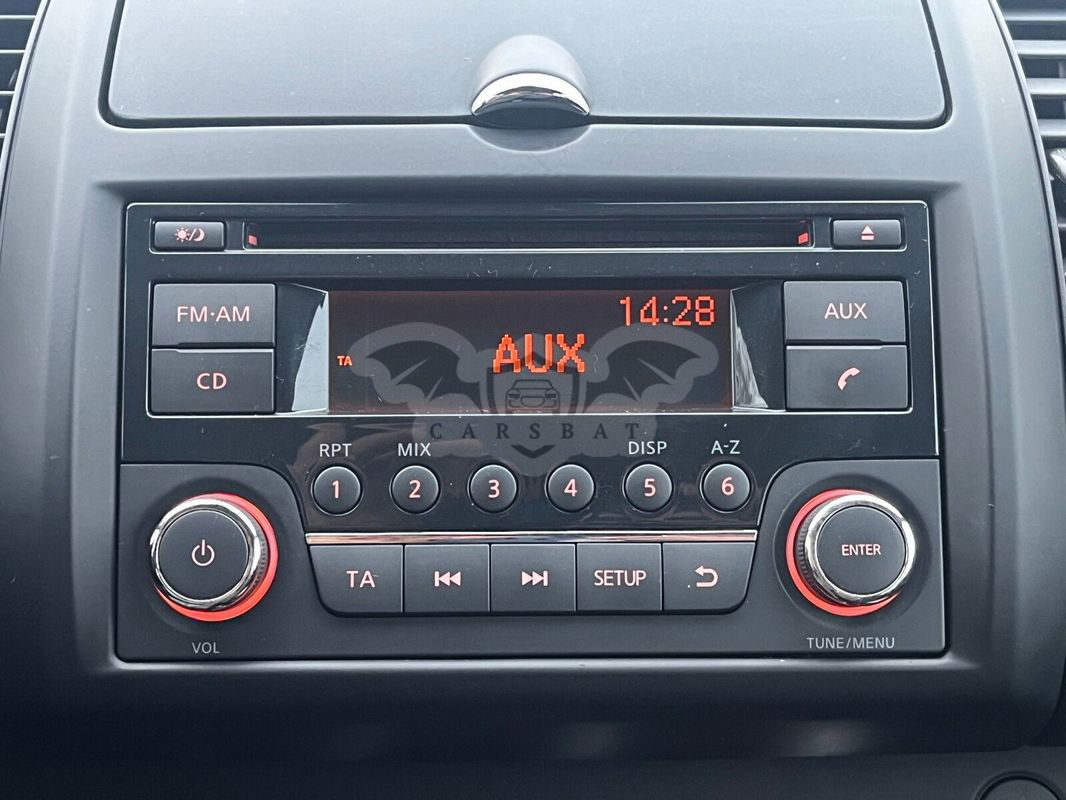 FM·AM
CD
14:28
TA
AUX
AUX
CARSBAT
RPT
MIX
DISP
A-Z
1
2
3
4
5
6
TA
SETUP
ENTER
VOL
TUNE/MENU